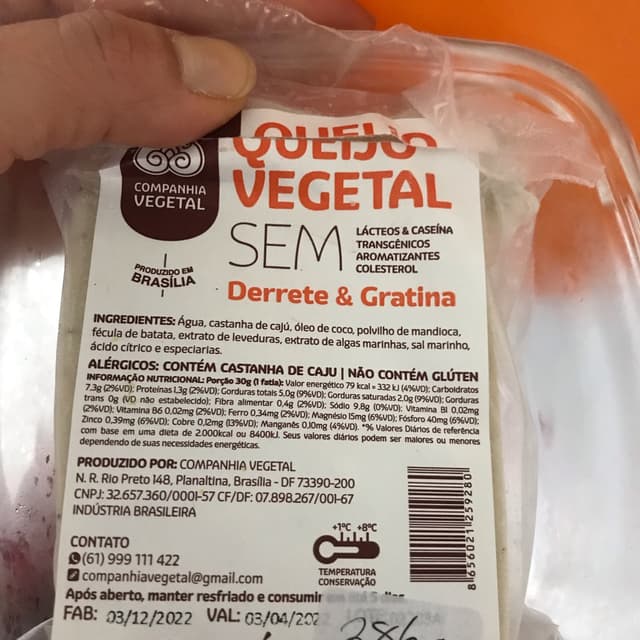 QUEIJO
VEGETAL
COMPANHIA
VEGETAL
SEM
LÁCTEOS & CASEÍNA
TRANSGÊNICOS
AROMATIZANTES
COLESTEROL
PRODUZIDO EM
BRASÍLIA
Derrete & Gratina
INGREDIENTES: Água, castanha de cajú, óleo de coco, polvilho de mandioca,
fécula de batata, extrato de leveduras, extrato de algas marinhas, sal marinho,
ácido cítrico e especiarias.
ALÉRGICOS: CONTÉM CASTANHA DE CAJU | NÃO CONTÉM GLÚTEN
INFORMAÇÃO NUTRICIONAL: Porção 30g (1 fatia): Valor energético 79 kcal = 332 kJ (4%VD); Carboidratos
7.3g (2%VD); Proteínas 1,3g (2%VD); Gorduras totais 5,0g (9%VD); Gorduras saturadas 2.0g (9%VD); Gorduras
trans 0g (VD não estabelecido); Fibra alimentar 0,4g (2%VD); Sódio 9.8g (0%VD); Vitamina B1 0,02mg
(2%VD); Vitamina B6 0.02mg (2%VD); Ferro 0,34mg (2%VD); Magnésio 15mg (6%VD); Fósforo 40mg (6%VD);
Zinco 0,39mg (6%VD); Cobre 0,12mg (13%VD); Manganês 0,10mg (4%VD). *% Valores Diários de referência
com base em uma dieta de 2.000kcal ou 8400kJ. Seus valores diários podem ser maiores ou menores
dependendo de suas necessidades energéticas.
PRODUZIDO POR: COMPANHIA VEGETAL
N. R. Rio Preto 148, Planaltina, Brasília - DF 73390-200
CNPJ: 32.657.360/0001-57 CF/DF: 07.898.267/001-67
INDÚSTRIA BRASILEIRA
CONTATO
(61) 999 111 422
companhiavegetal@gmail.com
+1°C +8°C
TEMPERATURA
CONSERVAÇÃO
8 656021 259280
Após aberto, manter resfriado e consumir em até 5 dias
FAB: 03/12/2022 VAL: 03/04/202